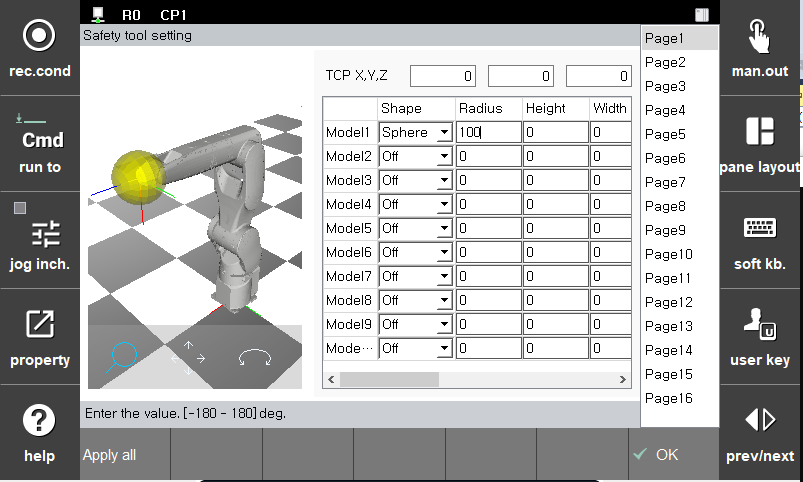 R0 CP1
Safety tool setting
rec.cond
Cmd
run to
jog inch.
property
help
TCP X,Y,Z 0 0 0
Shape Radius Height Width
Model1 Sphere 100 0 0
Model2 Off 0 0 0
Model3 Off 0 0 0
Model4 Off 0 0 0
Model5 Off 0 0 0
Model6 Off 0 0 0
Model7 Off 0 0 0
Model8 Off 0 0 0
Model9 Off 0 0 0
Mode··· Off 0 0 0
Page1
Page2
Page3
Page4
Page5
Page6
Page7
Page8
Page9
Page10
Page11
Page12
Page13
Page14
Page15
Page16
man.out
pane layout
soft kb.
U
user key
prev/next
Enter the value. [-180 - 180]deg.
Apply all
OK